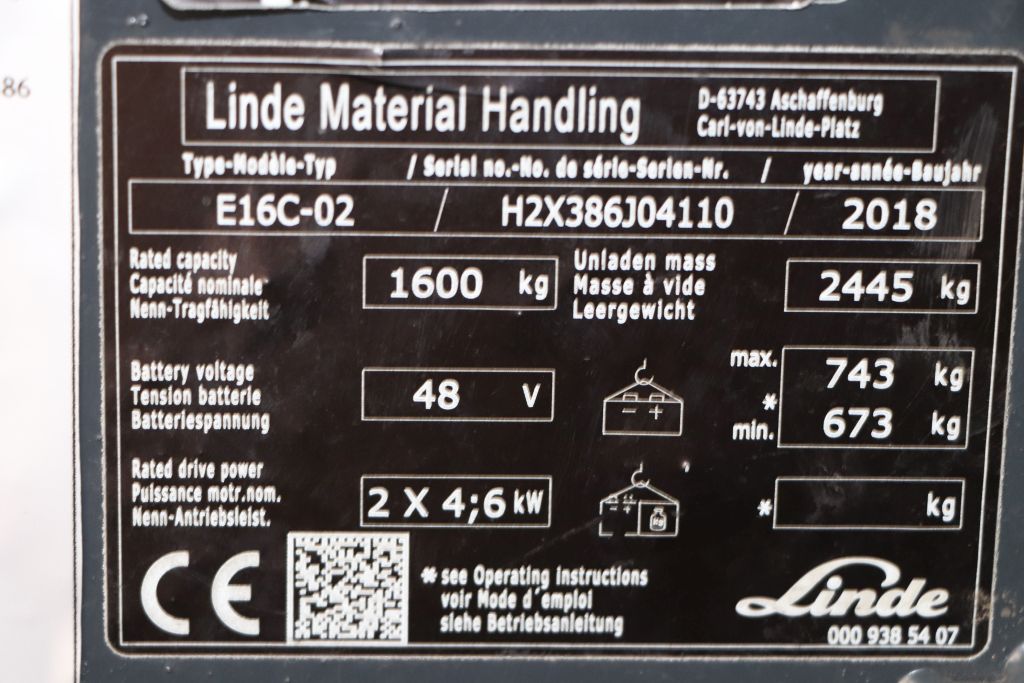 86
Linde Material Handling
D-63743 Aschaffenburg
Carl-von-Linde-Platz
Type-Modèle-Typ / Serial no.-No. de série-Serien-Nr. / year-année-Baujahr
E16C-02 / H2X386J04110 / 2018
Rated capacity
Capacité nominale
Nenn-Tragfähigkeit
1600 kg
Unladen mass
Masse à vide
Leergewicht
2445 kg
Battery voltage
Tension batterie
Batteriespannung
48 V
- +
max. 743 kg
*
min. 673 kg
Rated drive power
Puissance motr.nom.
Nenn-Antriebsleist.
2 X 4;6 kW
- +
kg
* kg
CE
* see Operating instructions
voir Mode d'emploi
siehe Betriebsanleitung
Linde
000 938 54 07